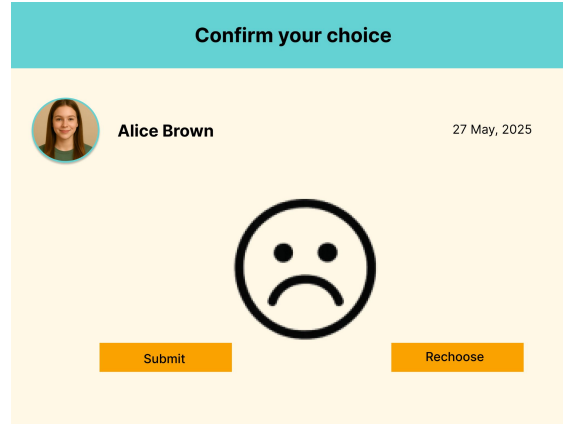 Confirm your choice
Alice Brown
27 May, 2025
Submit
Rechoose